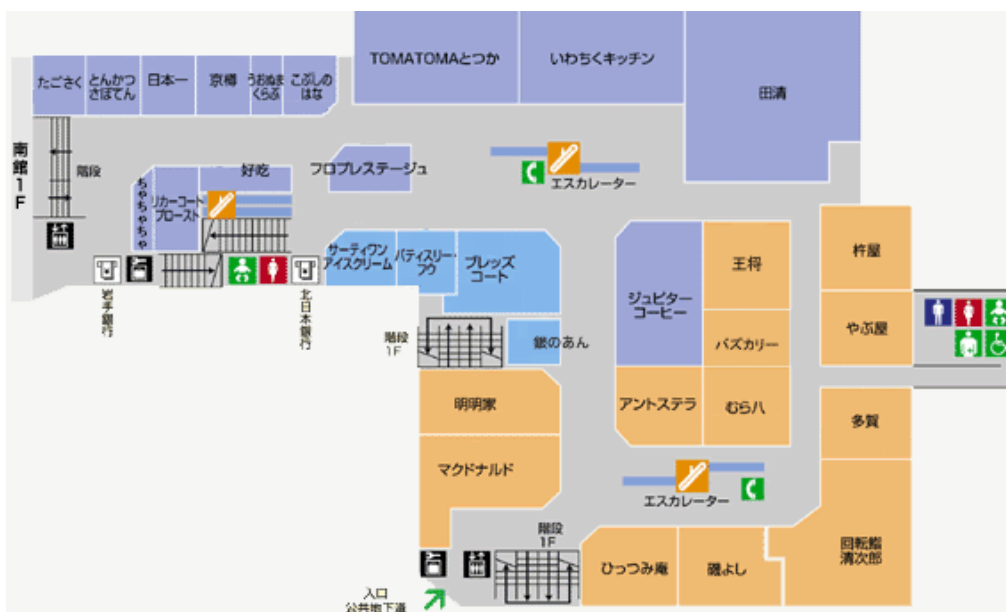 TOMATOMAとつか
いわちくキッチン
田清
たごさく
とんかつ
さぼてん
日本一
京樽
うおぬま
くらぶ
こぶしの
はな
南館1F
階段
ちゃちゃちゃ
リカーコート
プロースト
好吃
フロプレステージュ
エスカレーター
サーティワン
アイスクリーム
パティスリー・
フウ
ブレッズ
コート
ジュピター
コーヒー
王将
杵屋
岩手銀行
北日本銀行
階段
1F
銀のあん
バズカリー
やぶ屋
明明家
アントステラ
むら八
多賀
マクドナルド
エスカレーター
階段
1F
ひっつみ庵
磯よし
回転鮨
清次郎
入口
公共地下道